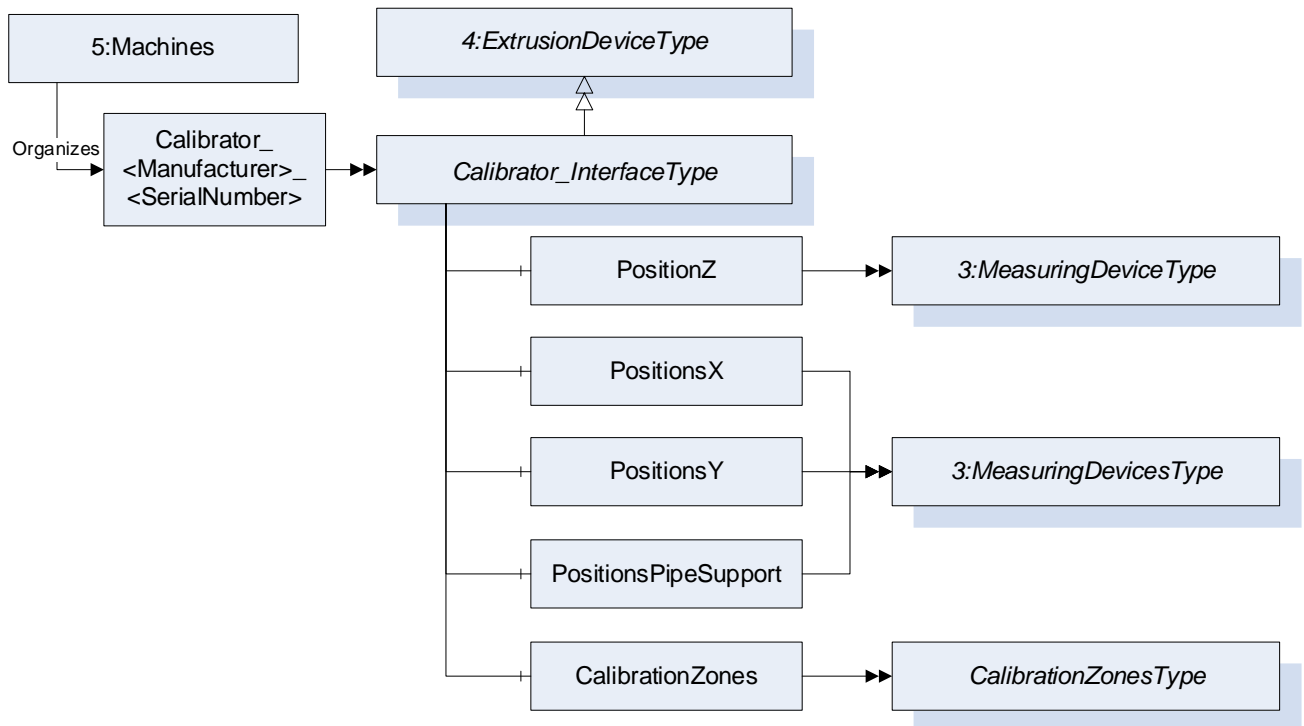 5:Machines
4:ExtrusionDeviceType
Organizes
Calibrator_
<Manufacturer>_
<SerialNumber>
Calibrator_InterfaceType
PositionZ
3:MeasuringDeviceType
PositionsX
PositionsY
3:MeasuringDevicesType
PositionsPipeSupport
CalibrationZones
CalibrationZonesType